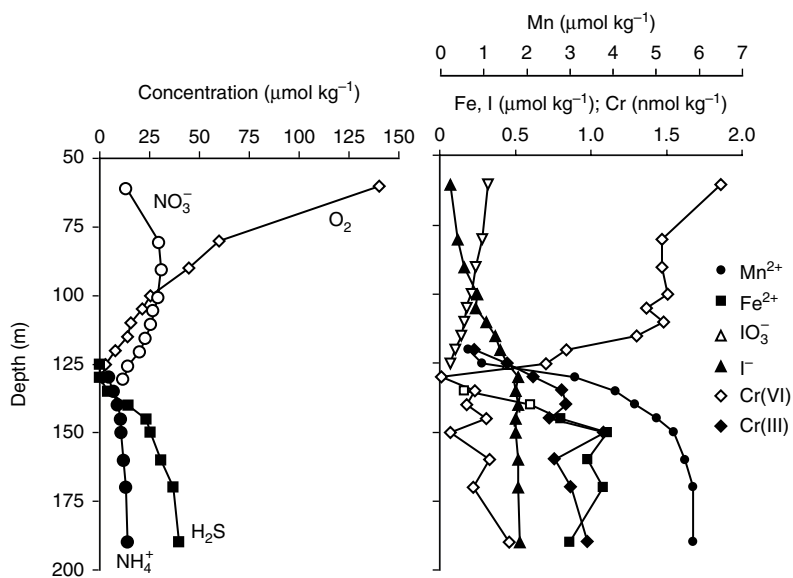 Mn (μmol kg⁻¹)
0 1 2 3 4 5 6 7
Concentration (μmol kg⁻¹)
Fe, I (μmol kg⁻¹); Cr (nmol kg⁻¹)
0 25 50 75 100 125 150
0 0.5 1.0 1.5 2.0
50
75
100
125
150
175
200
Depth (m)
NO₃⁻
O₂
H₂S
NH₄⁺
Mn²⁺
Fe²⁺
IO₃⁻
I⁻
Cr(VI)
Cr(III)